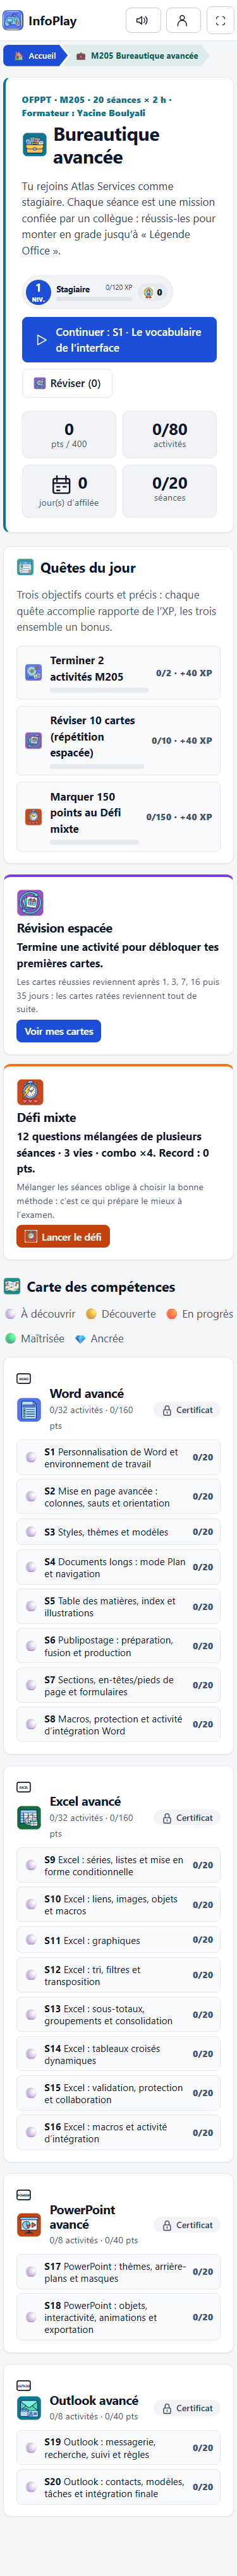 InfoPlay
Accueil
M205 Bureautique avancée
OFPPT · M205 · 20 séances × 2 h ·
Formateur : Yacine Boulyali
Bureautique
avancée
Tu rejoins Atlas Services comme
stagiaire. Chaque séance est une mission
confiée par un collègue : réussis-les pour
monter en grade jusqu'à « Légende
Office ».
1
NIV.
Stagiaire
0/120 XP
0
Continuer : S1 · Le vocabulaire
de l'interface
Réviser (0)
0
pts / 400
0/80
activités
0
jour(s) d'affilée
0/20
séances
Quêtes du jour
Trois objectifs courts et précis : chaque
quête accomplie rapporte de l'XP, les trois
ensemble un bonus.
Terminer 2
activités M205
0/2 · +40 XP
Réviser 10 cartes
(répétition
espacée)
0/10 · +40 XP
Marquer 150
points au Défi
mixte
0/150 · +40 XP
Révision espacée
Termine une activité pour débloquer tes
premières cartes.
Les cartes réussies reviennent après 1, 3, 7, 16 puis
35 jours ; les cartes ratées reviennent tout de
suite.
Voir mes cartes
Défi mixte
12 questions mélangées de plusieurs
séances · 3 vies · combo ×4. Record : 0
pts.
Mélanger les séances oblige à choisir la bonne
méthode : c'est ce qui prépare le mieux à
l'examen.
Lancer le défi
Carte des compétences
À découvrir
Découverte
En progrès
Maîtrisée
Ancrée
WORD
Word avancé
0/32 activités · 0/160
pts
Certificat
S1 Personnalisation de Word et
environnement de travail
0/20
S2 Mise en page avancée :
colonnes, sauts et orientation
0/20
S3 Styles, thèmes et modèles
0/20
S4 Documents longs : mode Plan
et navigation
0/20
S5 Table des matières, index et
illustrations
0/20
S6 Publipostage : préparation,
fusion et production
0/20
S7 Sections, en-têtes/pieds de
page et formulaires
0/20
S8 Macros, protection et activité
d'intégration Word
0/20
EXCEL
Excel avancé
0/32 activités · 0/160
pts
Certificat
S9 Excel : séries, listes et mise en
forme conditionnelle
0/20
S10 Excel : liens, images, objets
et macros
0/20
S11 Excel : graphiques
0/20
S12 Excel : tri, filtres et
transposition
0/20
S13 Excel : sous-totaux,
groupements et consolidation
0/20
S14 Excel : tableaux croisés
dynamiques
0/20
S15 Excel : validation, protection
et collaboration
0/20
S16 Excel : macros et activité
d'intégration
0/20
PowerPoint
avancé
0/8 activités · 0/40 pts
Certificat
S17 PowerPoint : thèmes, arrière-
plans et masques
0/20
S18 PowerPoint : objets,
interactivité, animations et
exportation
0/20
Outlook avancé
0/8 activités · 0/40 pts
Certificat
S19 Outlook : messagerie,
recherche, suivi et règles
0/20
S20 Outlook : contacts, modèles,
tâches et intégration finale
0/20